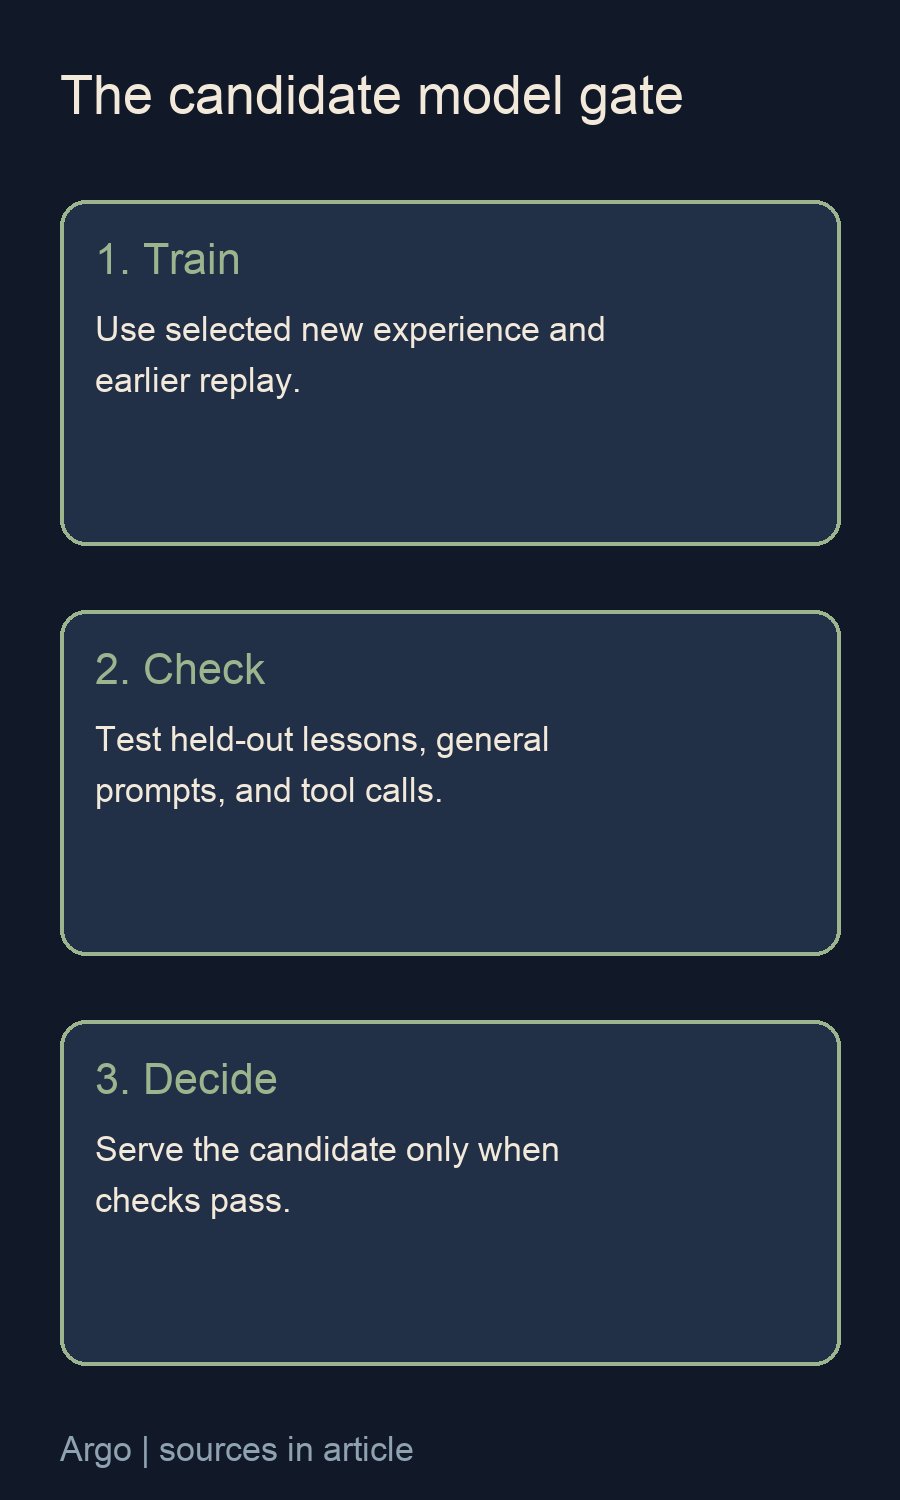 The candidate model gate
1. Train
Use selected new experience and
earlier replay.
2. Check
Test held-out lessons, general
prompts, and tool calls.
3. Decide
Serve the candidate only when
checks pass.
Argo | sources in article